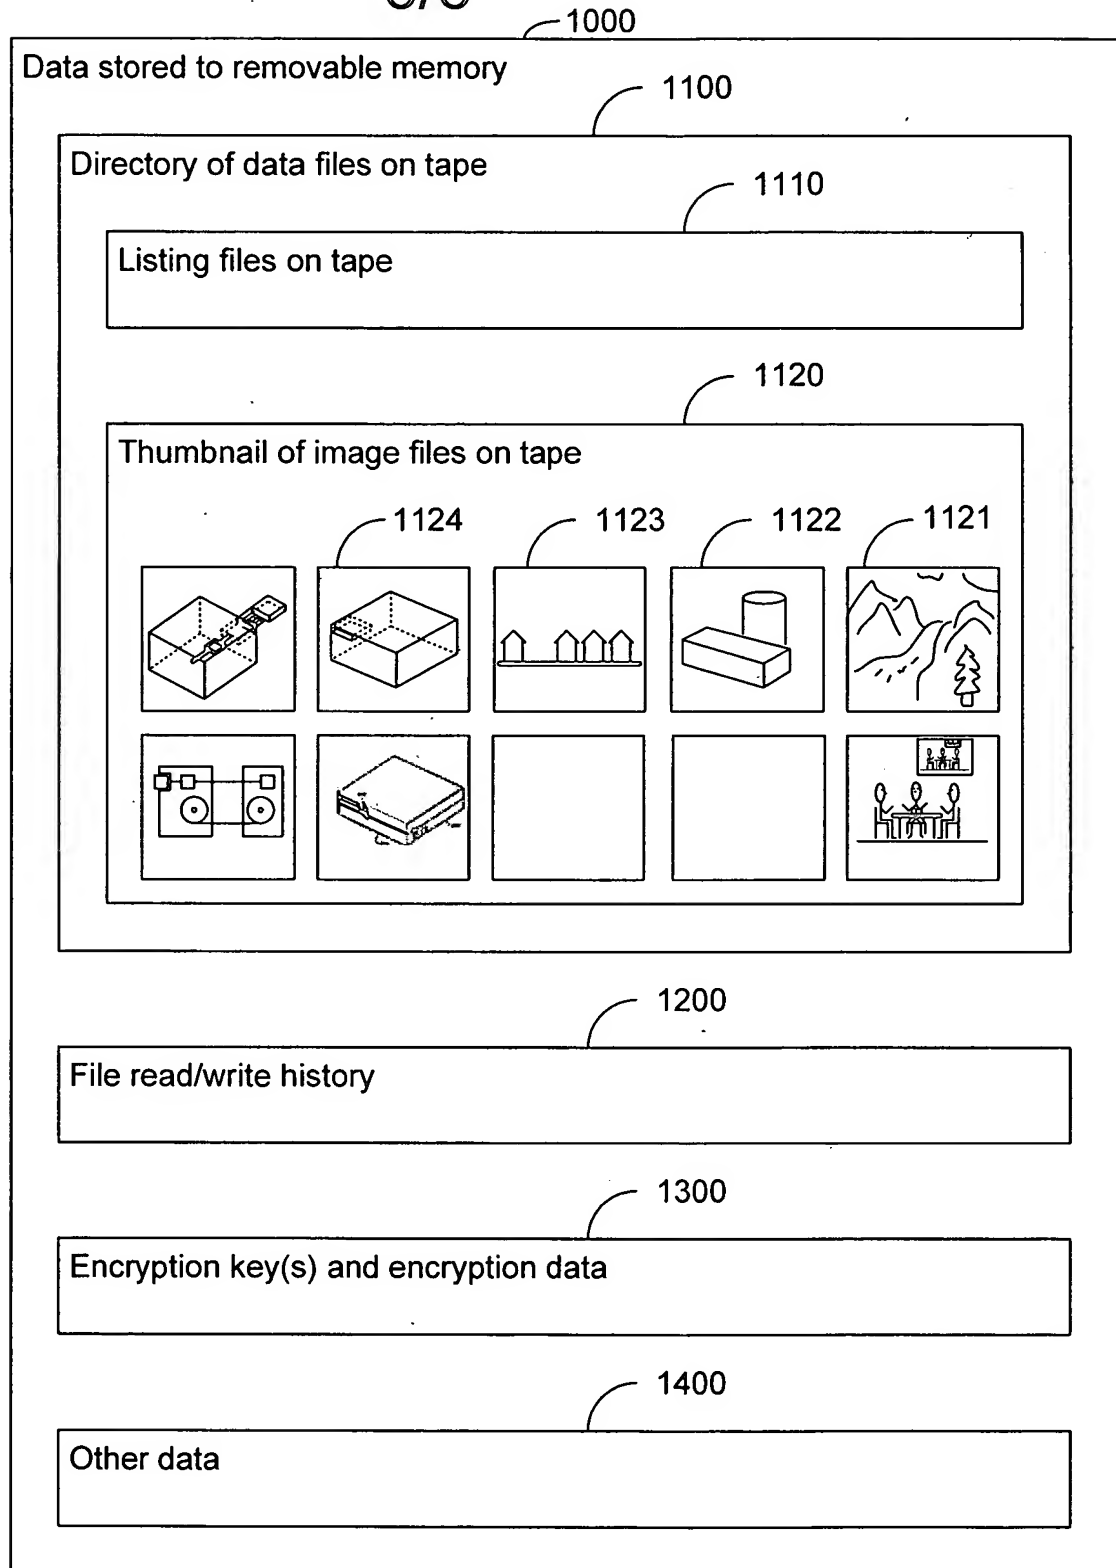 1000
Data stored to removable memory
1100
Directory of data files on tape
1110
Listing files on tape
1120
Thumbnail of image files on tape
1124 1123 1122 1121
1200
File read/write history
1300
Encryption key(s) and encryption data
1400
Other data